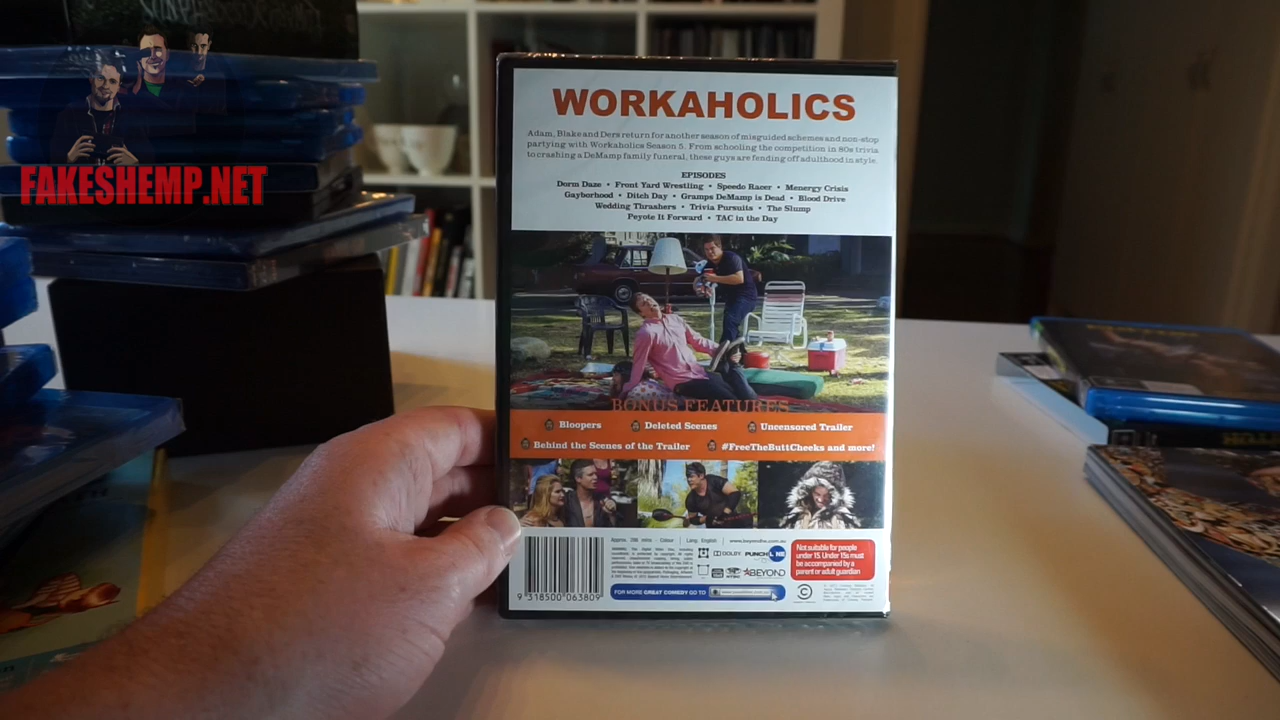 FAKESHEMP.NET
WORKAHOLICS
Adam, Blake and Ders return for another season of misguided schemes and non-stop
partying with Workaholics Season 5. From schooling the competition in 80s trivia
to crashing a DeMamp family funeral, these guys are fending off adulthood in style.
EPISODES
Dorm Daze • Front Yard Wrestling • Speedo Racer • Menergy Crisis
Gayborhood • Ditch Day • Gramps DeMamp is Dead • Blood Drive
Wedding Thrashers • Trivia Pursuits • The Slump
Peyote It Forward • TAC in the Day
BONUS FEATURES
Bloopers Deleted Scenes Uncensored Trailer
Behind the Scenes of the Trailer #FreeTheButtCheeks and more!
Colour Lang. English
DOLBY PUNCHLINE
BEYOND
Not suitable for people
under 15. Under 15s must
be accompanied by a
parent or adult guardian
FOR MORE GREAT COMEDY GO TO
9 318500 063809